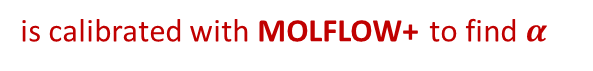 is calibrated with MOLFLOW+ to find α